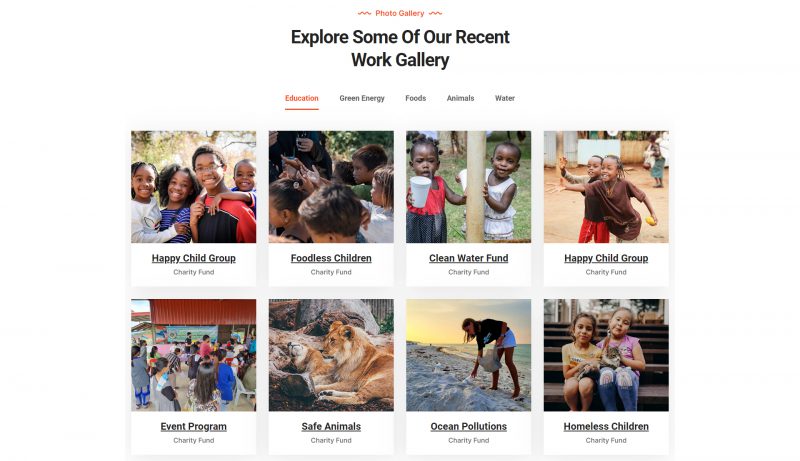 Photo Gallery
Explore Some Of Our Recent
Work Gallery
Education Green Energy Foods Animals Water
Happy Child Group Foodless Children Clean Water Fund Happy Child Group
Charity Fund Charity Fund Charity Fund Charity Fund
Event Program Safe Animals Ocean Pollutions Homeless Children
Charity Fund Charity Fund Charity Fund Charity Fund